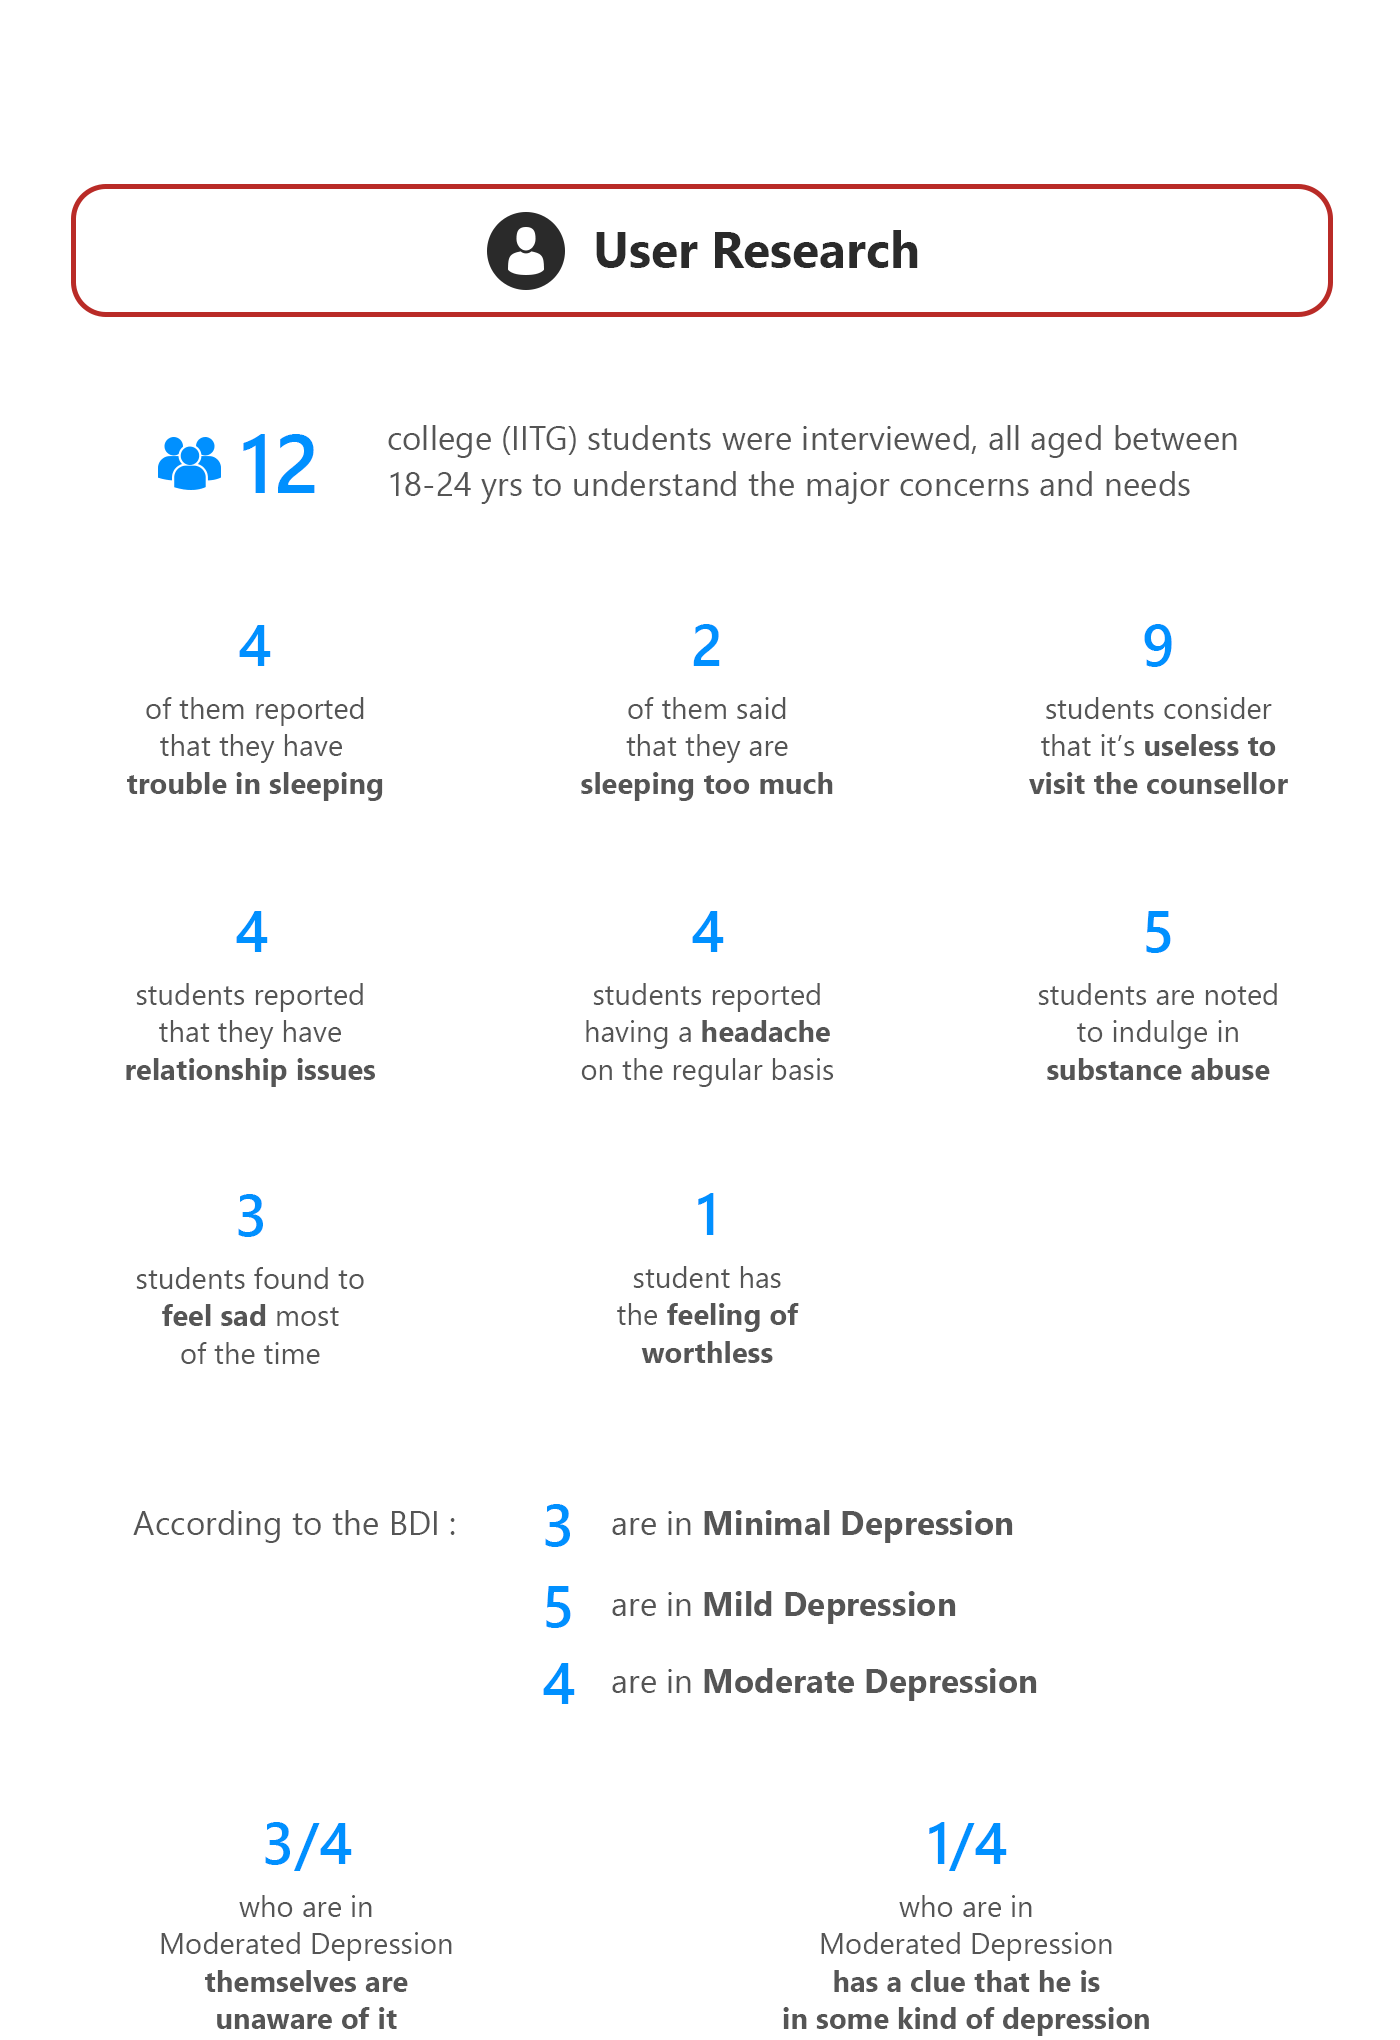 User Research
12
college (IITG) students were interviewed, all aged between
18-24 yrs to understand the major concerns and needs
4
of them reported
that they have
trouble in sleeping
2
of them said
that they are
sleeping too much
9
students consider
that it’s useless to
visit the counsellor
4
students reported
that they have
relationship issues
4
students reported
having a headache
on the regular basis
5
students are noted
to indulge in
substance abuse
3
students found to
feel sad most
of the time
1
student has
the feeling of
worthless
According to the BDI :
3 are in Minimal Depression
5 are in Mild Depression
4 are in Moderate Depression
3/4
who are in
Moderated Depression
themselves are
unaware of it
1/4
who are in
Moderated Depression
has a clue that he is
in some kind of depression